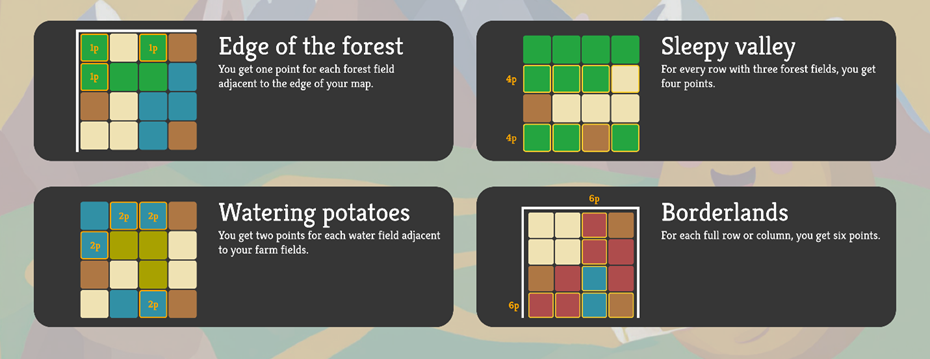 1p
1p
1p
Edge of the forest
You get one point for each forest field
adjacent to the edge of your map.
4p
4p
Sleepy valley
For every row with three forest fields, you get
four points.
2p
2p
2p
2p
Watering potatoes
You get two points for each water field adjacent
to your farm fields.
6p
6p
Borderlands
For each full row or column, you get six points.